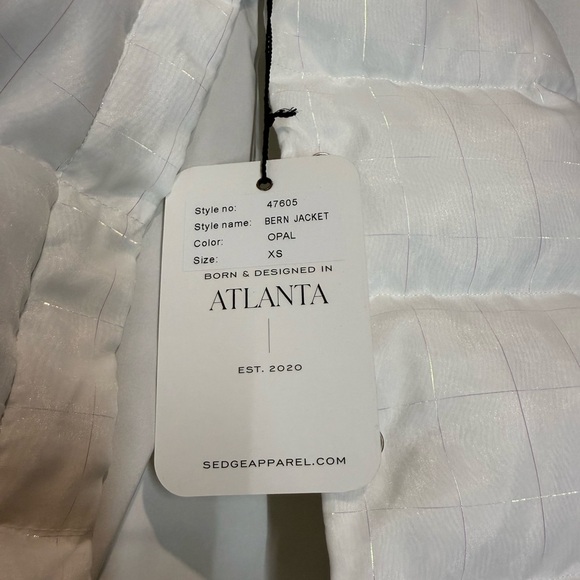 Style no: 47605
Style name: BERN JACKET
Color: OPAL
Size: XS
BORN & DESIGNED IN
ATLANTA
EST. 2020
SEDGEAPPAREL.COM